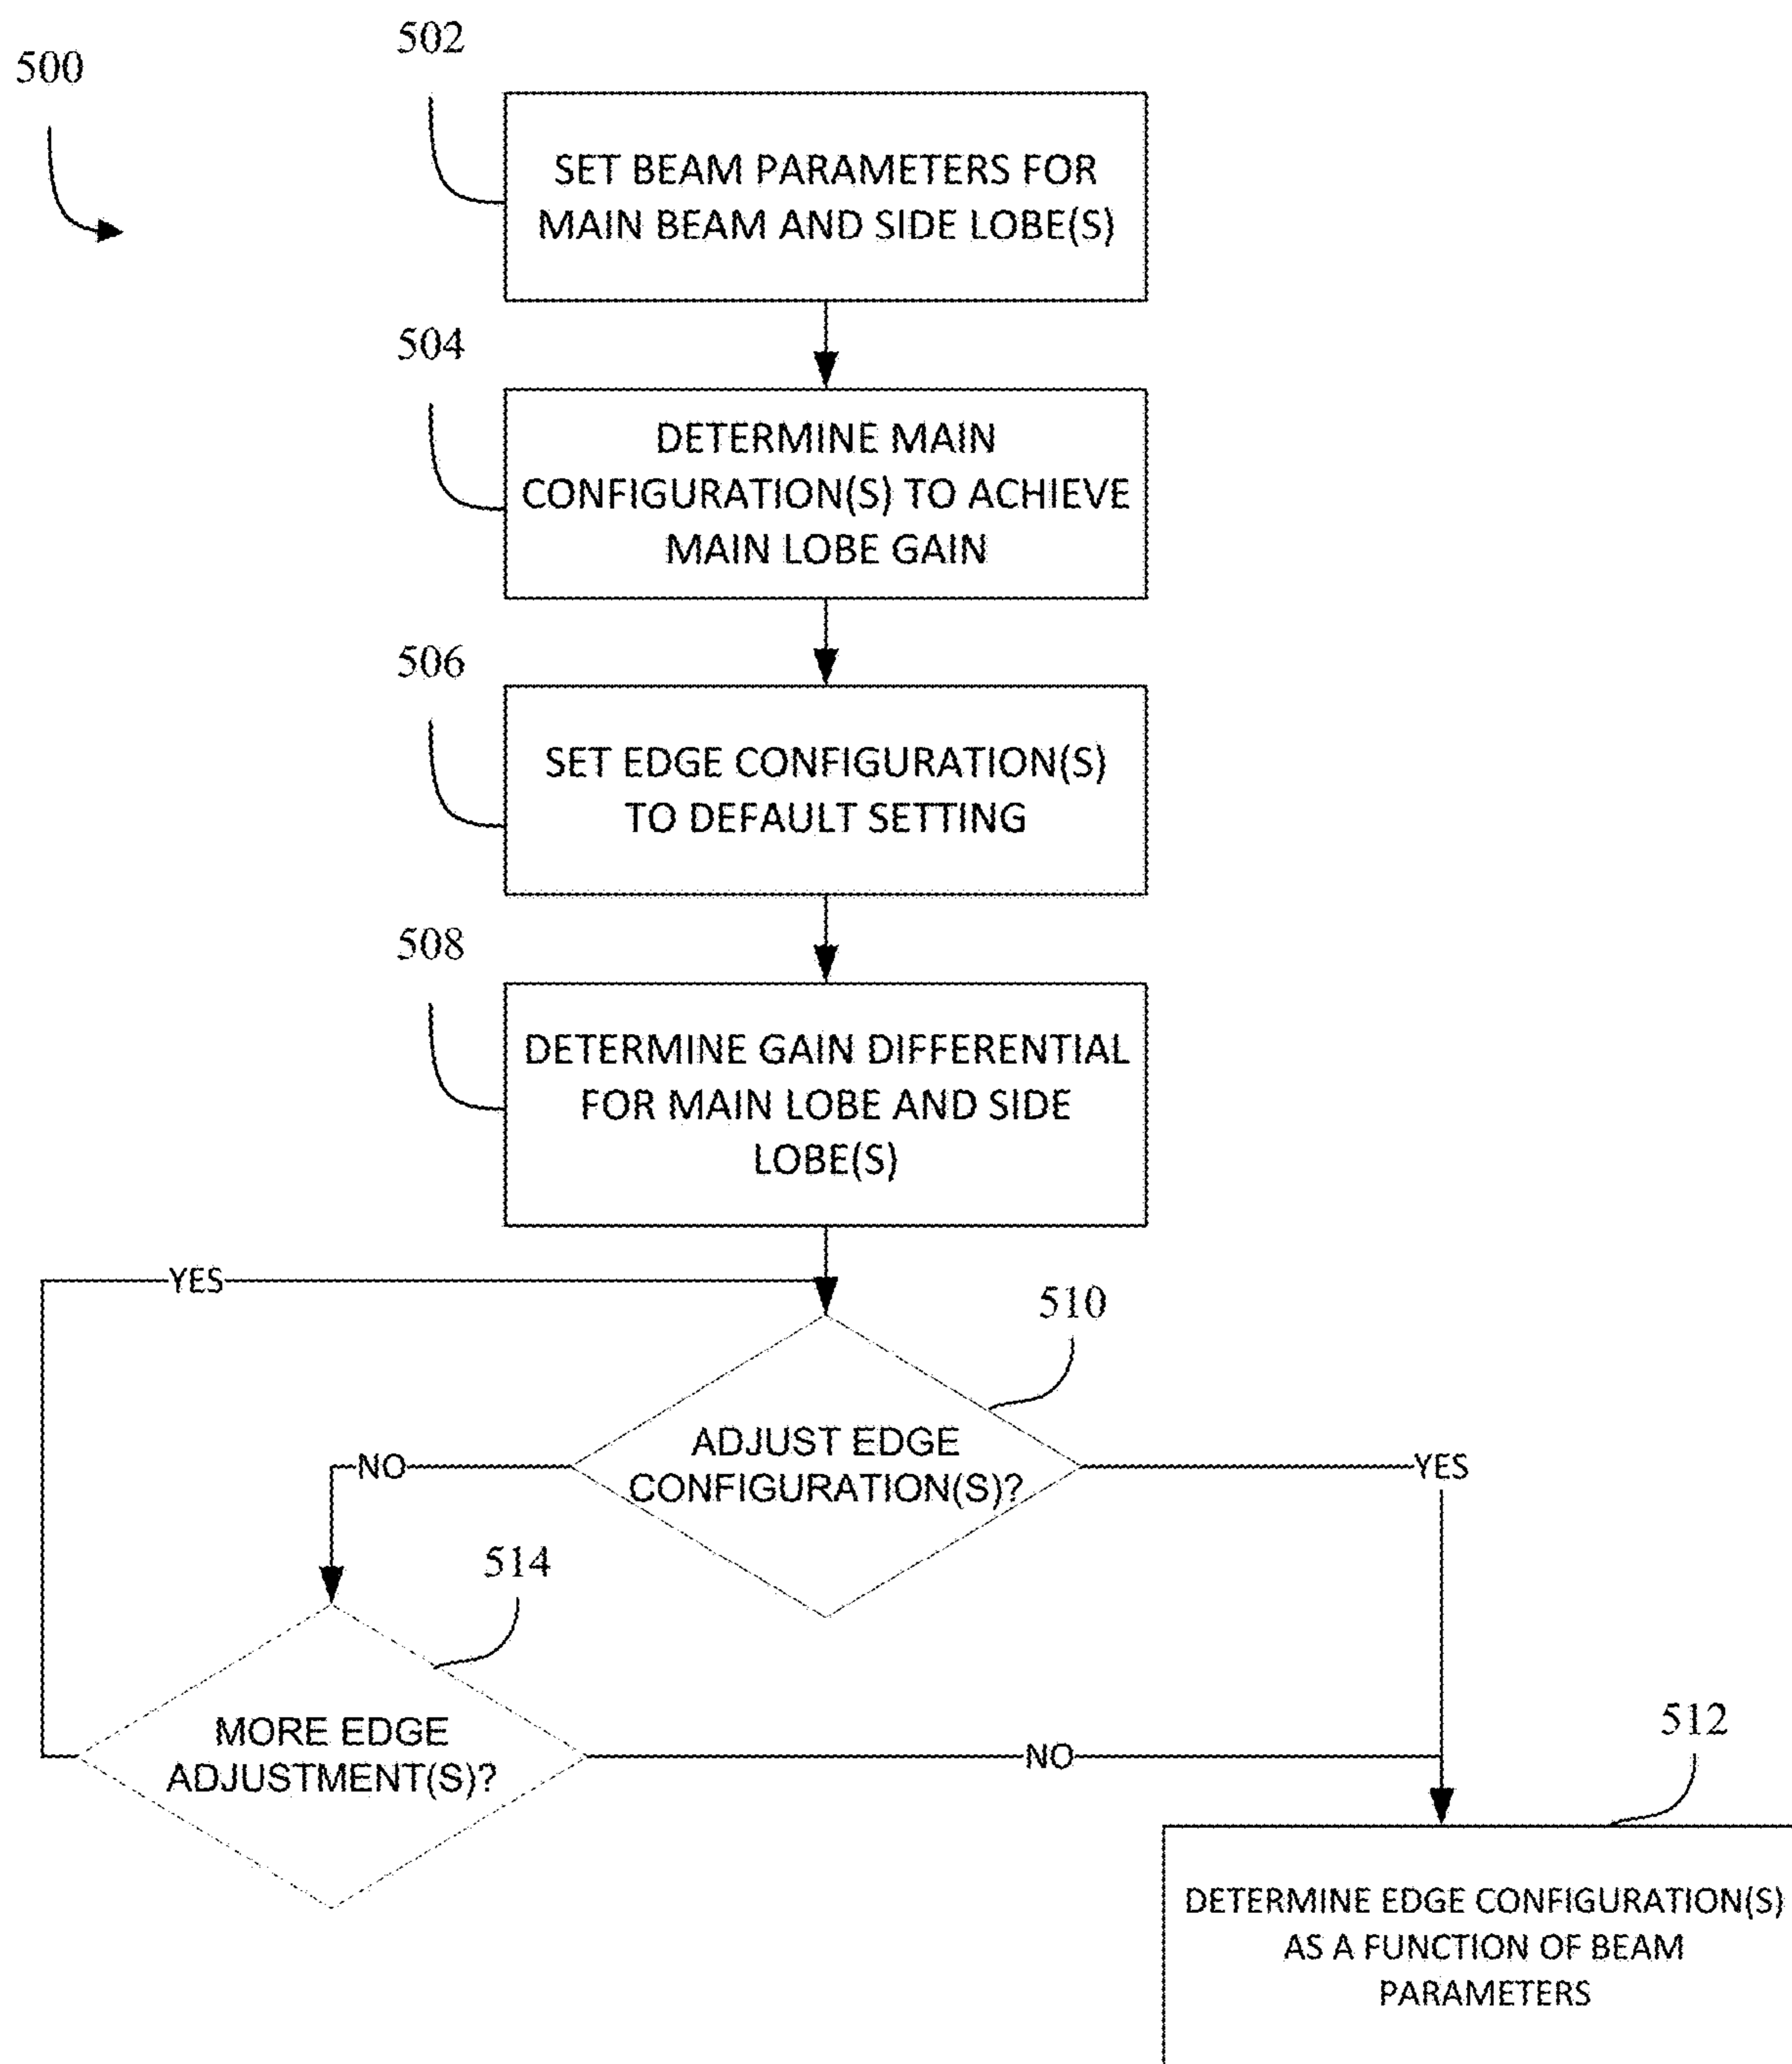 500
502
SET BEAM PARAMETERS FOR
MAIN BEAM AND SIDE LOBE(S)
504
DETERMINE MAIN
CONFIGURATION(S) TO ACHIEVE
MAIN LOBE GAIN
506
SET EDGE CONFIGURATION(S)
TO DEFAULT SETTING
508
DETERMINE GAIN DIFFERENTIAL
FOR MAIN LOBE AND SIDE
LOBE(S)
YES
510
ADJUST EDGE
CONFIGURATION(S)?
NO
YES
514
MORE EDGE
ADJUSTMENT(S)?
NO
512
DETERMINE EDGE CONFIGURATION(S)
AS A FUNCTION OF BEAM
PARAMETERS